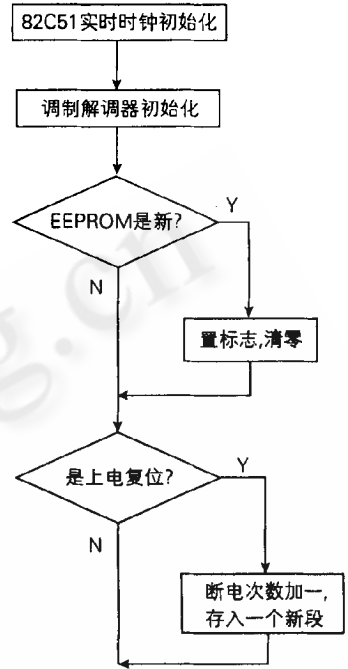 82C51实时时钟初始化
调制解调器初始化
EEPROM是新?
Y
N
置标志,清零
是上电复位?
Y
N
断电次数加一,
存入一个新段
g.cn